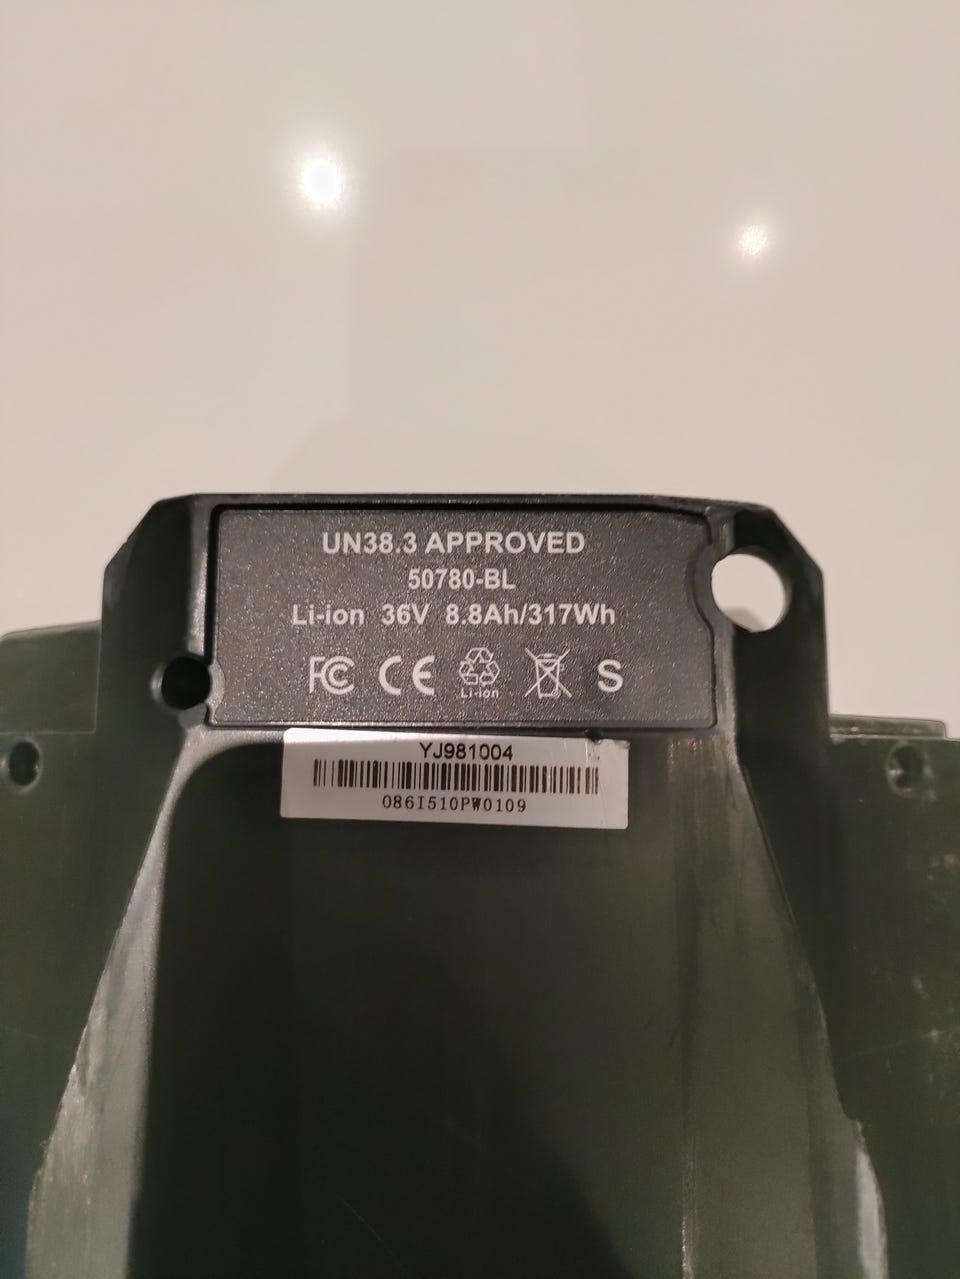 UN38.3 APPROVED
50780-BL
Li-ion 36V 8.8Ah/317Wh
FC CE Li-ion S
YJ981004
086I510PW0109